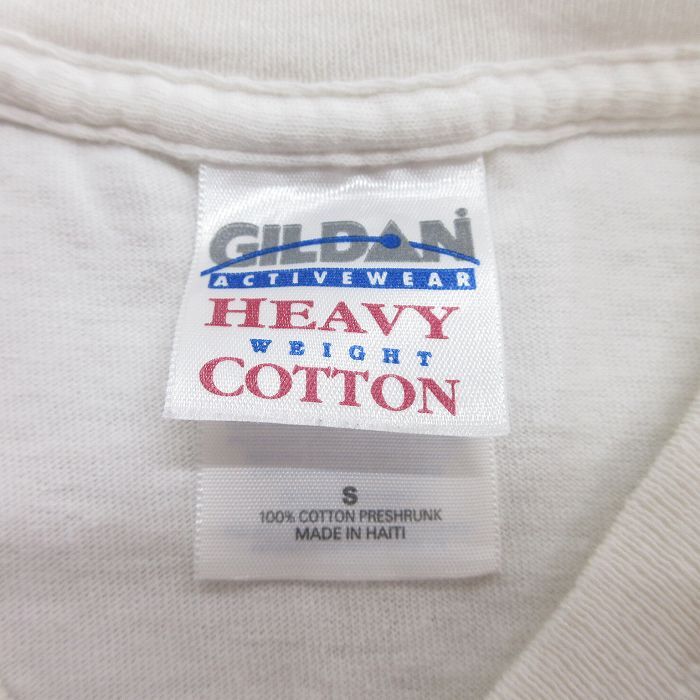 GILDAN
ACTIVEWEAR
HEAVY
WEIGHT
COTTON
S
100% COTTON PRESHRUNK
MADE IN HAITI